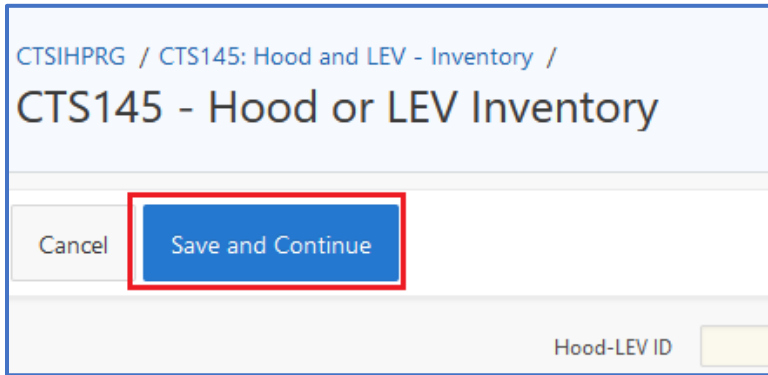 CTSIHPRG / CTS145: Hood and LEV - Inventory /
CTS145 - Hood or LEV Inventory
Cancel Save and Continue
Hood-LEV ID